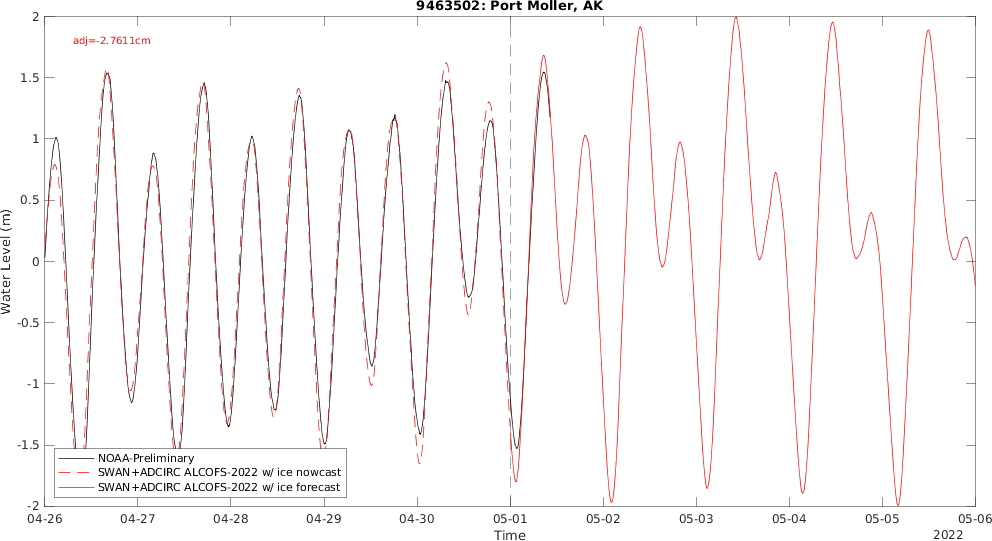 9463502: Port Moller, AK
adj=-2.7611cm
Water Level (m)
2
1.5
1
0.5
0
-0.5
-1
-1.5
-2
NOAA-Preliminary
SWAN+ADCIRC ALCOFS-2022 w/ ice nowcast
SWAN+ADCIRC ALCOFS-2022 w/ ice forecast
04-26 04-27 04-28 04-29 04-30 05-01 05-02 05-03 05-04 05-05 05-06
Time
2022